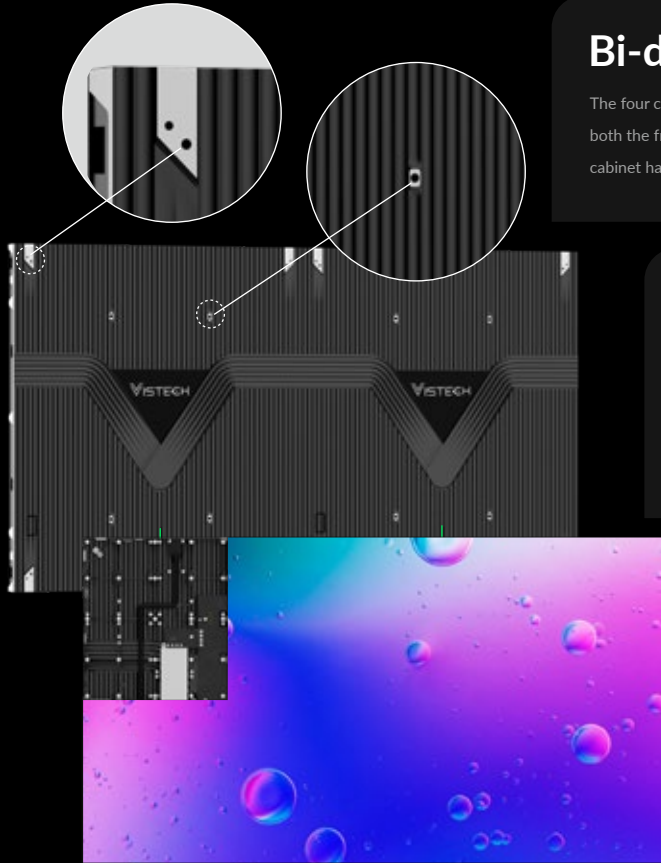 Bi-d
The four c
both the fr
cabinet ha
VISTECH
VISTECH